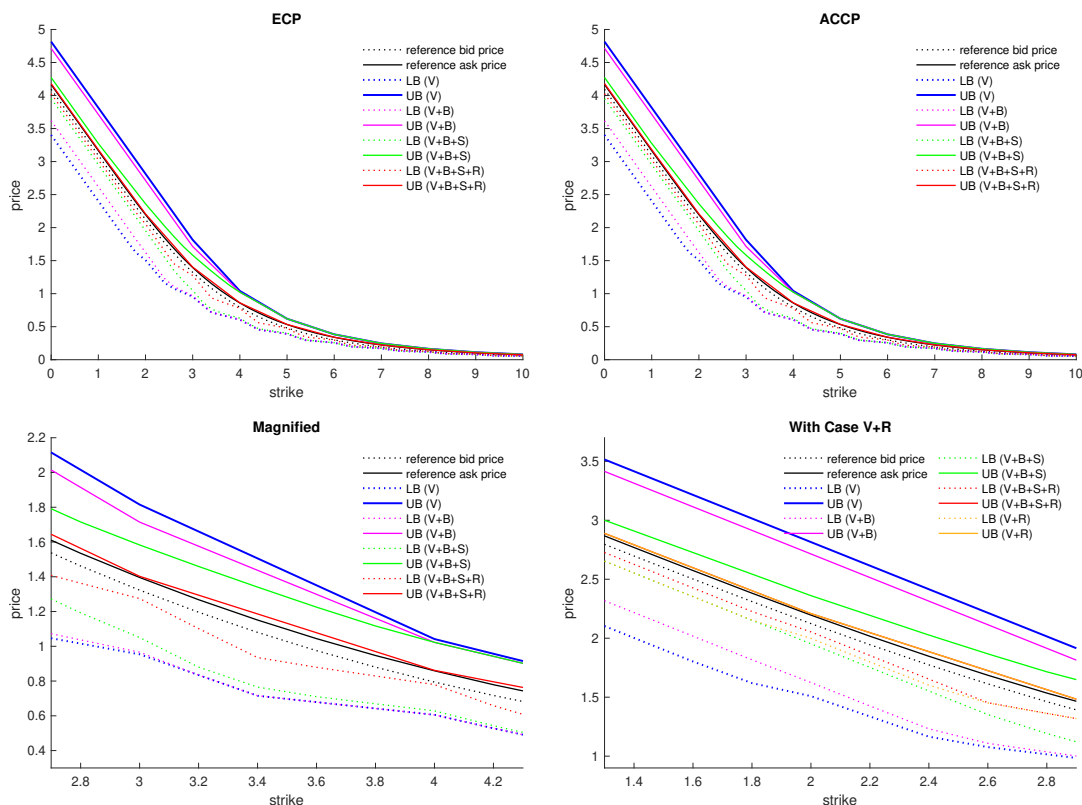 ECP
5
4.5
4
3.5
3
2.5
2
1.5
1
0.5
0
price
0 1 2 3 4 5 6 7 8 9 10
strike
reference bid price
reference ask price
LB (V)
UB (V)
LB (V+B)
UB (V+B)
LB (V+B+S)
UB (V+B+S)
LB (V+B+S+R)
UB (V+B+S+R)
ACCP
5
4.5
4
3.5
3
2.5
2
1.5
1
0.5
0
price
0 1 2 3 4 5 6 7 8 9 10
strike
reference bid price
reference ask price
LB (V)
UB (V)
LB (V+B)
UB (V+B)
LB (V+B+S)
UB (V+B+S)
LB (V+B+S+R)
UB (V+B+S+R)
Magnified
2.2
2
1.8
1.6
1.4
1.2
1
0.8
0.6
0.4
price
2.8 3 3.2 3.4 3.6 3.8 4 4.2
strike
reference bid price
reference ask price
LB (V)
UB (V)
LB (V+B)
UB (V+B)
LB (V+B+S)
UB (V+B+S)
LB (V+B+S+R)
UB (V+B+S+R)
With Case V+R
3.5
3
2.5
2
1.5
1
price
1.4 1.6 1.8 2 2.2 2.4 2.6 2.8
strike
reference bid price
reference ask price
LB (V)
UB (V)
LB (V+B)
UB (V+B)
LB (V+B+S)
UB (V+B+S)
LB (V+B+S+R)
UB (V+B+S+R)
LB (V+R)
UB (V+R)